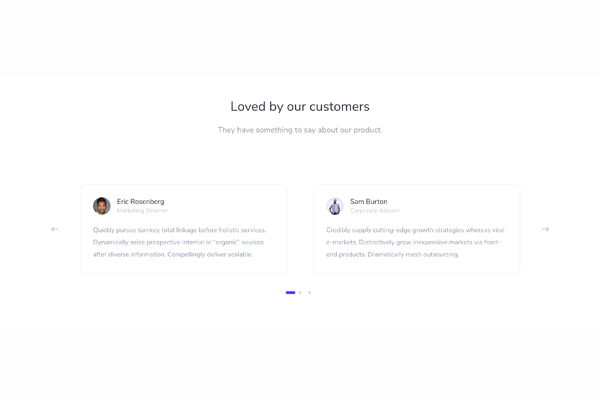 Loved by our customers
They have something to say about our product.
Eric Rosenberg
Marketing Director
Quickly pursue turnkey total linkage before holistic services.
Dynamically seize prospective internal or "organic" sources
after diverse information. Compellingly deliver scalable.
Sam Burton
Corporate Adviser
Credibly supply cutting-edge growth strategies whereas viral
e-markets. Distinctively grow inexpensive markets via front-
end products. Dramatically mesh outsourcing.